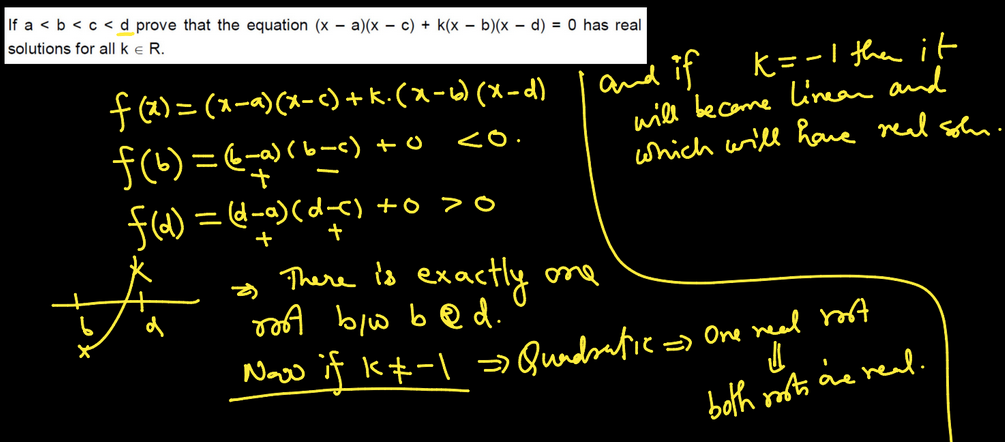 If a < b < c < d prove that the equation (x – a)(x – c) + k(x – b)(x – d) = 0 has real
solutions for all k ∈ R.
f(x) = (x-a)(x-c) + k.(x-b)(x-d)
f(b) = (b-a)(b-c) + 0 < 0.
+ −
f(d) = (d-a)(d-c) + 0 > 0
+ +
⇒ There is exactly one
root b/w b & d.
b d
Now if k ≠ -1 ⇒ Quadratic ⇒ One real root
⇓
both roots are real.
and if k = -1 then it
will become linear and
which will have real soln.